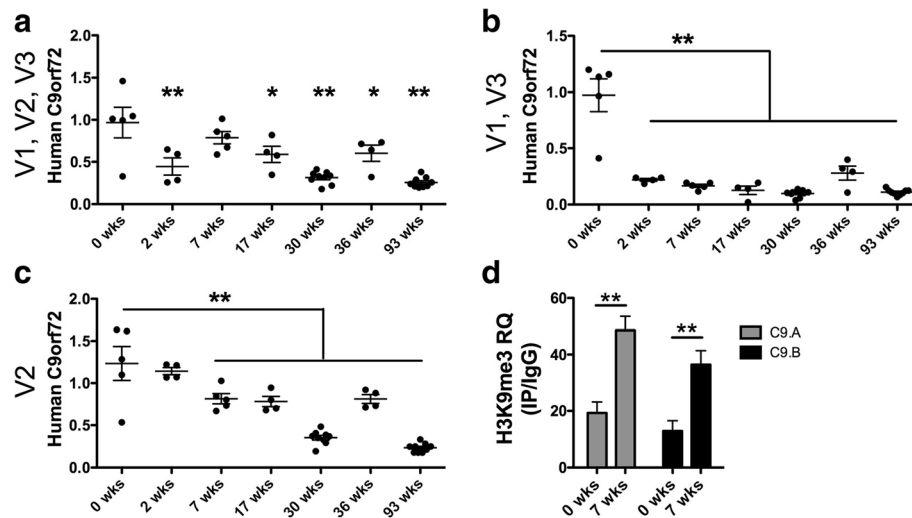 a
V1, V2, V3
Human C9orf72
2.0
1.5
1.0
0.5
0.0
** * ** * **
0 wks 2 wks 7 wks 17 wks 30 wks 36 wks 93 wks
b
V1, V3
Human C9orf72
1.5
1.0
0.5
0.0
**
0 wks 2 wks 7 wks 17 wks 30 wks 36 wks 93 wks
c
V2
Human C9orf72
2.0
1.5
1.0
0.5
0.0
**
0 wks 2 wks 7 wks 17 wks 30 wks 36 wks 93 wks
d
H3K9me3 RQ
(IP/IgG)
60
40
20
0
** **
0 wks 7 wks 0 wks 7 wks
C9.A
C9.B